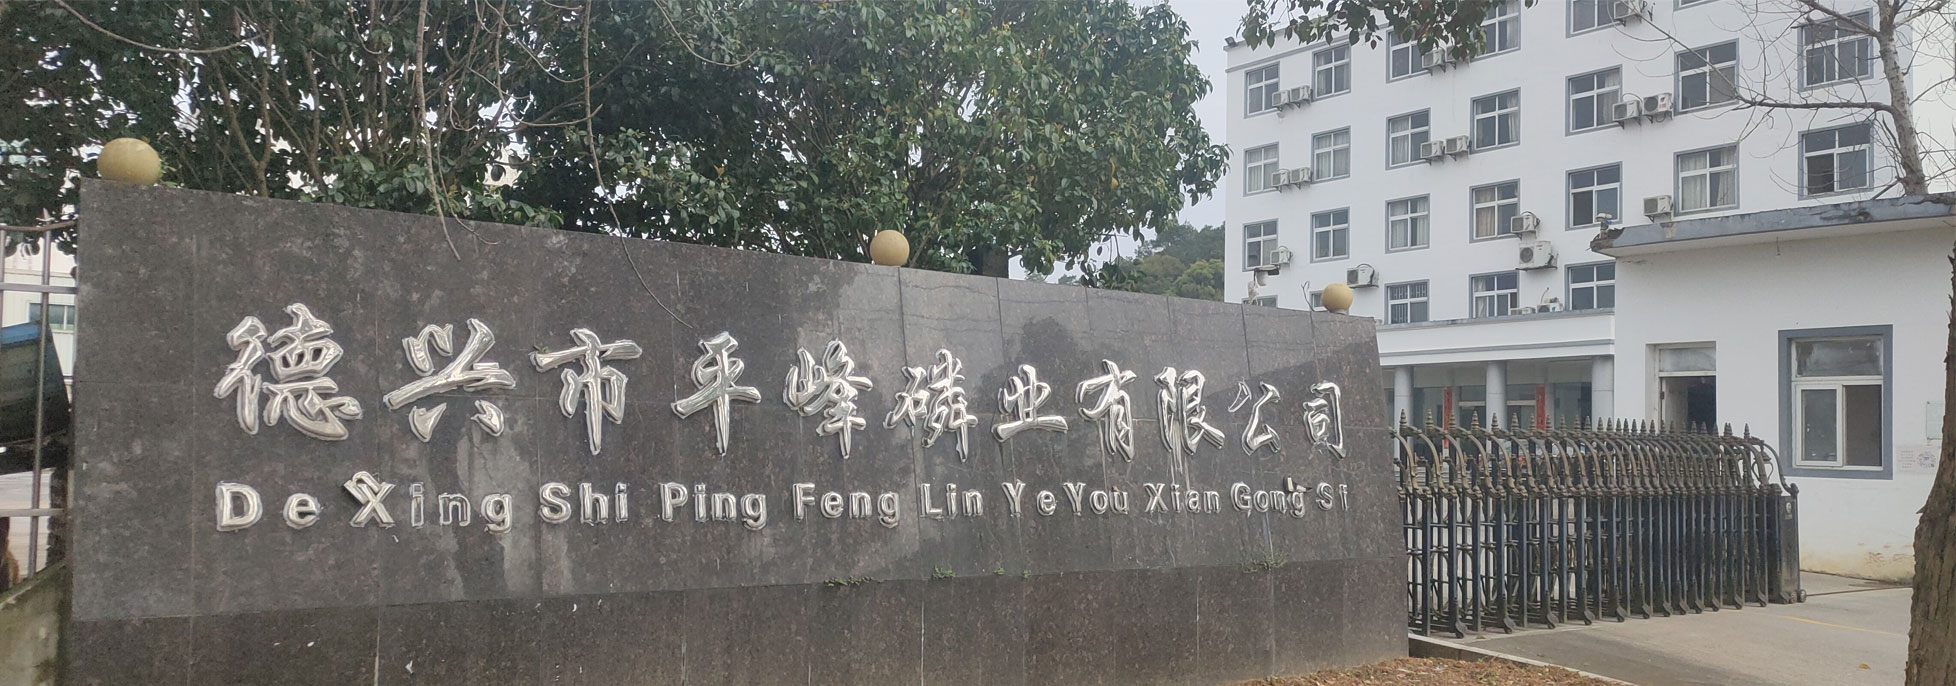 德兴市平峰磷业有限公司
De Xing Shi Ping Feng Lin Ye You Xian Gong Si